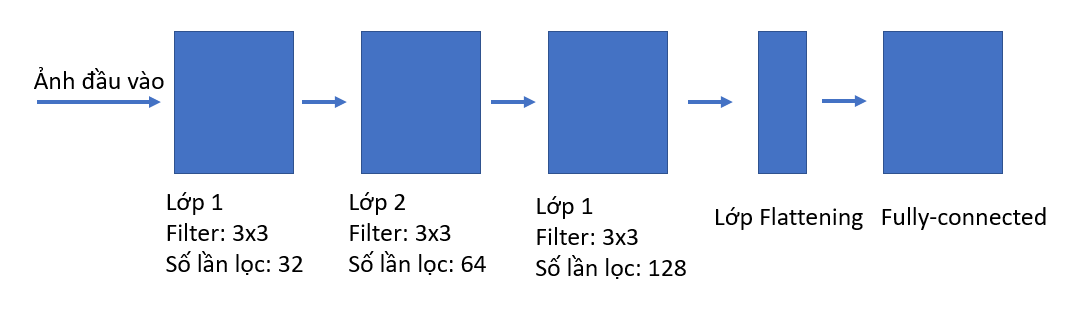 Ảnh đầu vào
Lớp 1
Filter: 3x3
Số lần lọc: 32
Lớp 2
Filter: 3x3
Số lần lọc: 64
Lớp 1
Filter: 3x3
Số lần lọc: 128
Lớp Flattening
Fully-connected